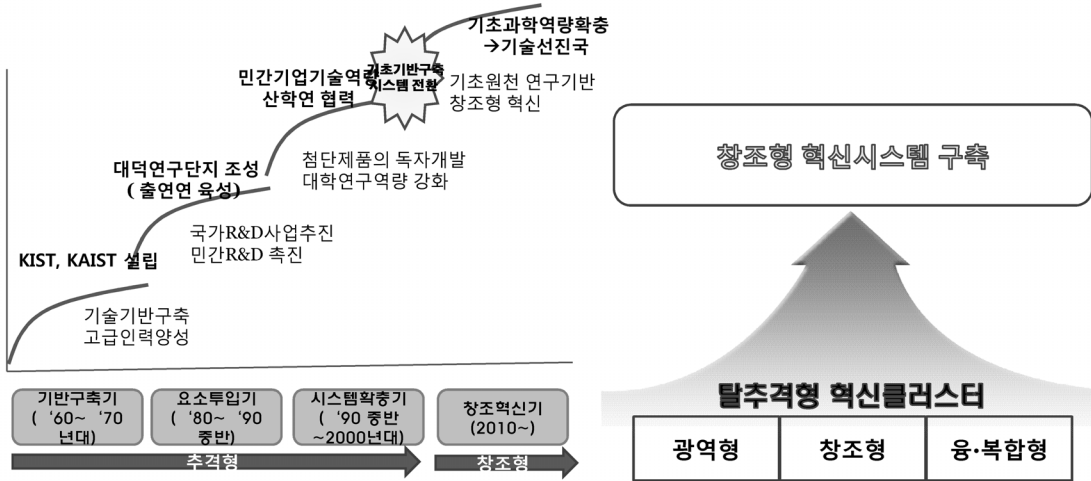 기초과학역량확충
→기술선진국
기초기반구축
시스템 전환
민간기업기술역량
산학연 협력
기초원천 연구기반
창조형 혁신
대덕연구단지 조성
( 출연연 육성)
첨단제품의 독자개발
대학연구역량 강화
국가R&D사업추진
민간R&D 촉진
KIST, KAIST 설립
기술기반구축
고급인력양성
기반구축기
( ‘60~ ‘70
년대)
요소투입기
( ‘80~ ‘90
중반)
시스템확충기
( ‘90 중반
~2000년대)
창조혁신기
(2010~)
추격형
창조형
창조형 혁신시스템 구축
탈추격형 혁신클러스터
광역형
창조형
융·복합형